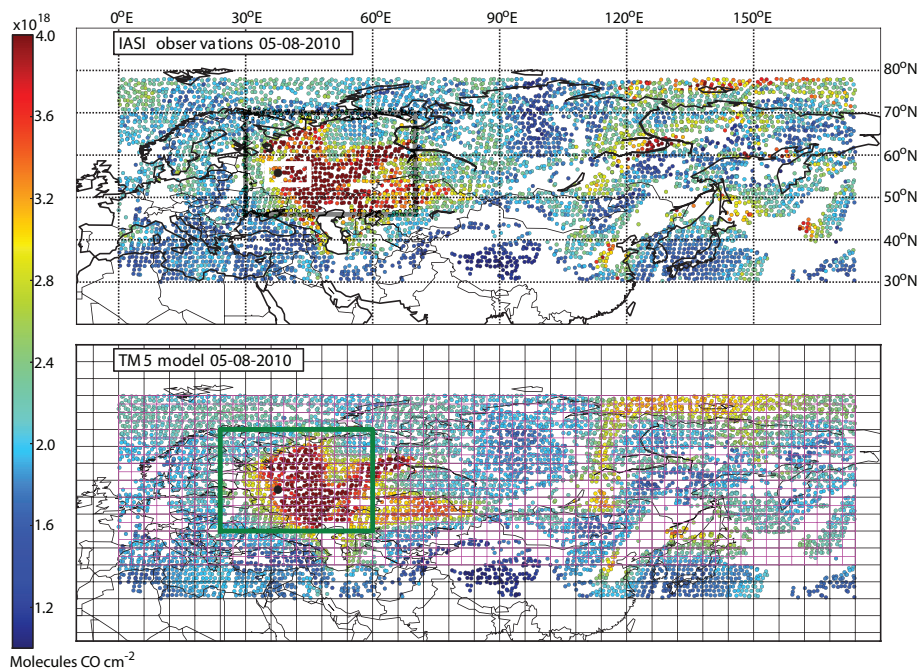 x10¹⁸
0°E 30°E 60°E 90°E 120°E 150°E
4.0
IASI observations 05-08-2010
80°N
3.6
70°N
60°N
3.2
50°N
40°N
2.8
30°N
TM5 model 05-08-2010
2.4
2.0
1.6
1.2
Molecules CO cm⁻²